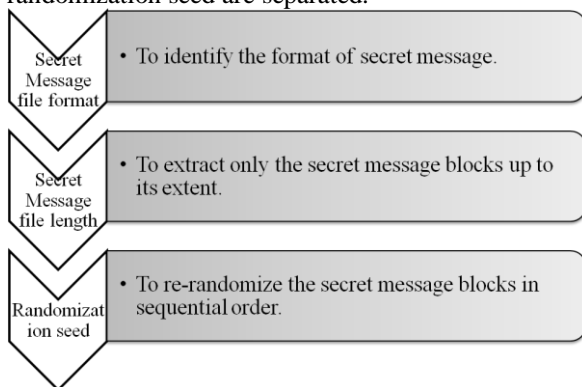 randomization seed are separated.
Secret
Message
file format
• To identify the format of secret message.
Secret
Message
file length
• To extract only the secret message blocks up to
its extent.
Randomizat
ion seed
• To re-randomize the secret message blocks in
sequential order.